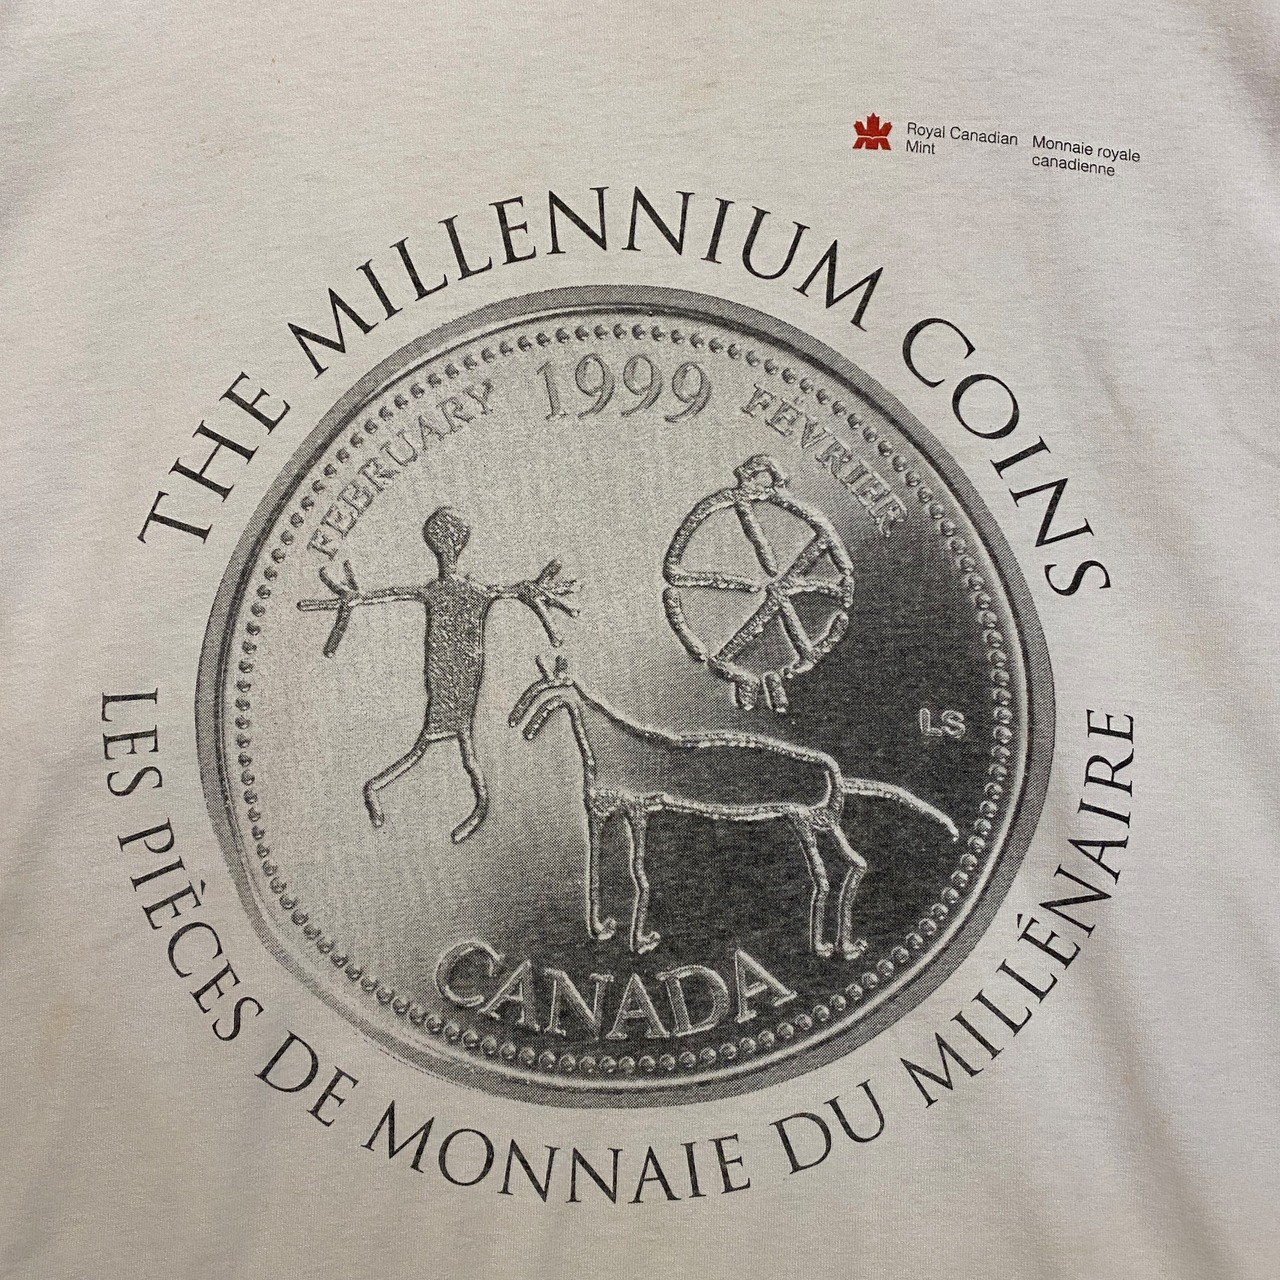 Royal Canadian Mint
Monnaie royale canadienne
THE MILLENNIUM COINS
FEBRUARY 1999 FÉVRIER
LS
CANADA
LES PIÈCES DE MONNAIE DU MILLÉNAIRE